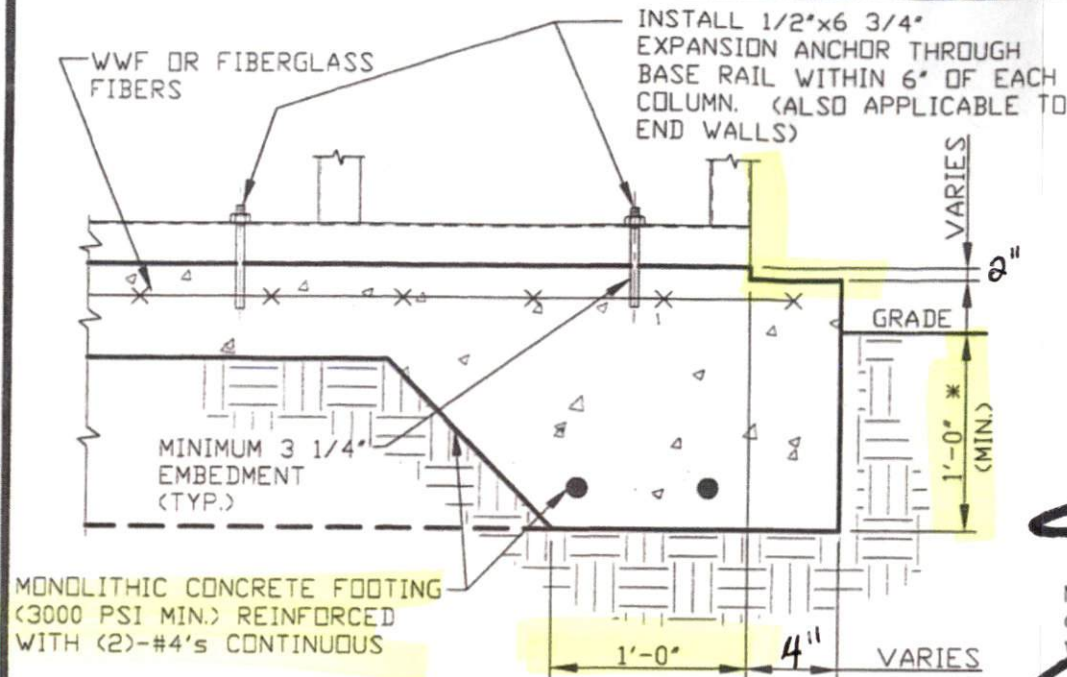 INSTALL 1/2"x6 3/4"
EXPANSION ANCHOR THROUGH
BASE RAIL WITHIN 6" OF EACH
COLUMN. (ALSO APPLICABLE TO
END WALLS)
WWF OR FIBERGLASS
FIBERS
VARIES
2"
GRADE
1'-0" *
(MIN.)
MINIMUM 3 1/4"
EMBEDMENT
(TYP.)
MONOLITHIC CONCRETE FOOTING
(3000 PSI MIN.) REINFORCED
WITH (2)-#4's CONTINUOUS
1'-0"
4"
VARIES